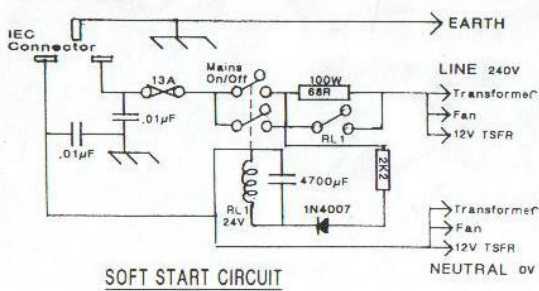 EARTH
IEC
Connector
Mains
On/Off
13A
100W
68R
LINE 240V
Transformer
Fan
12V TSFR
.01µF
.01µF
RL1
4700µF
2K2
RL1
24V
1N4007
Transformer
Fan
12V TSFR
NEUTRAL 0V
SOFT START CIRCUIT